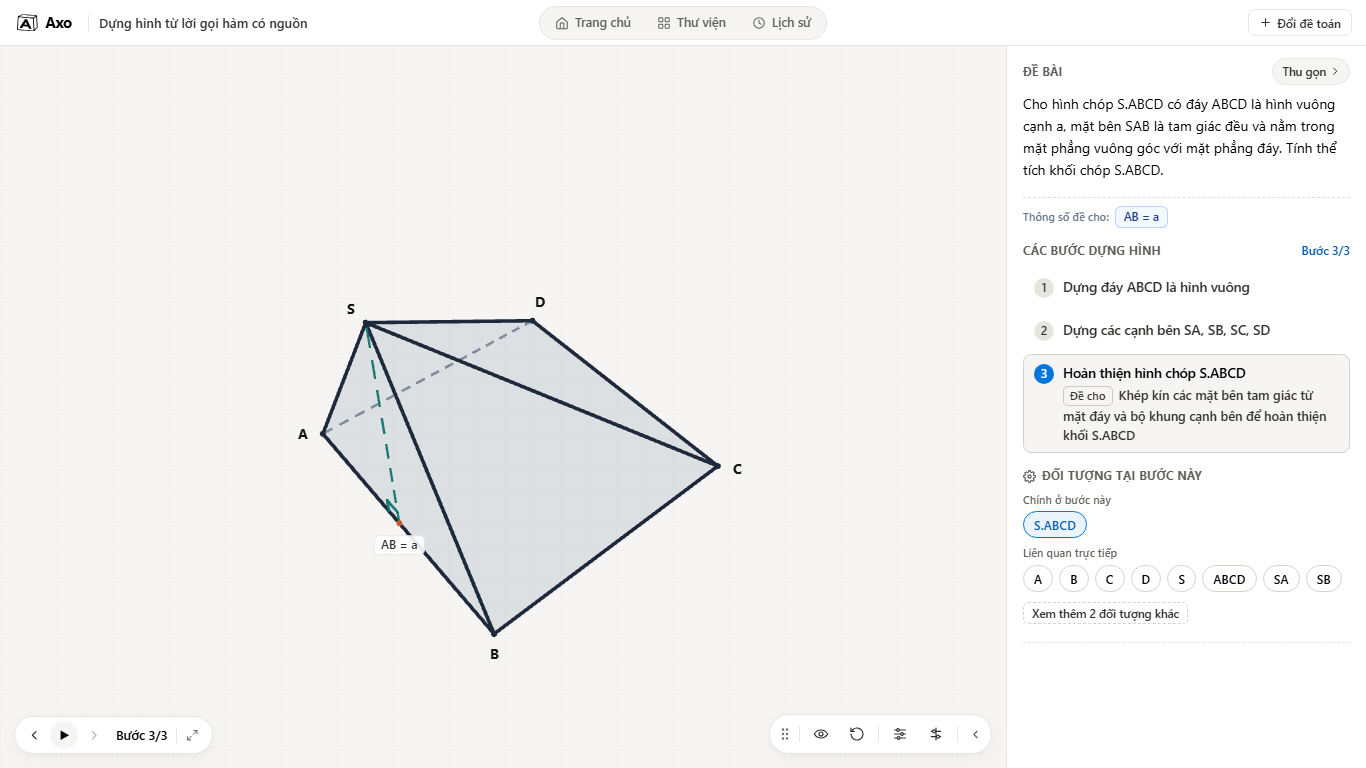 Axo
Dựng hình từ lời gọi hàm có nguồn
Trang chủ
Thư viện
Lịch sử
Đổi đề toán
S
D
A
C
AB = a
B
Bước 3/3
ĐỀ BÀI
Thu gọn
Cho hình chóp S.ABCD có đáy ABCD là hình vuông
cạnh a, mặt bên SAB là tam giác đều và nằm trong
mặt phẳng vuông góc với mặt phẳng đáy. Tính thể
tích khối chóp S.ABCD.
Thông số đề cho: AB = a
CÁC BƯỚC DỰNG HÌNH
Bước 3/3
1 Dựng đáy ABCD là hình vuông
2 Dựng các cạnh bên SA, SB, SC, SD
3 Hoàn thiện hình chóp S.ABCD
Đề cho Khép kín các mặt bên tam giác từ
mặt đáy và bộ khung cạnh bên để hoàn thiện
khối S.ABCD
ĐỐI TƯỢNG TẠI BƯỚC NÀY
Chính ở bước này
S.ABCD
Liên quan trực tiếp
A B C D S ABCD SA SB
Xem thêm 2 đối tượng khác